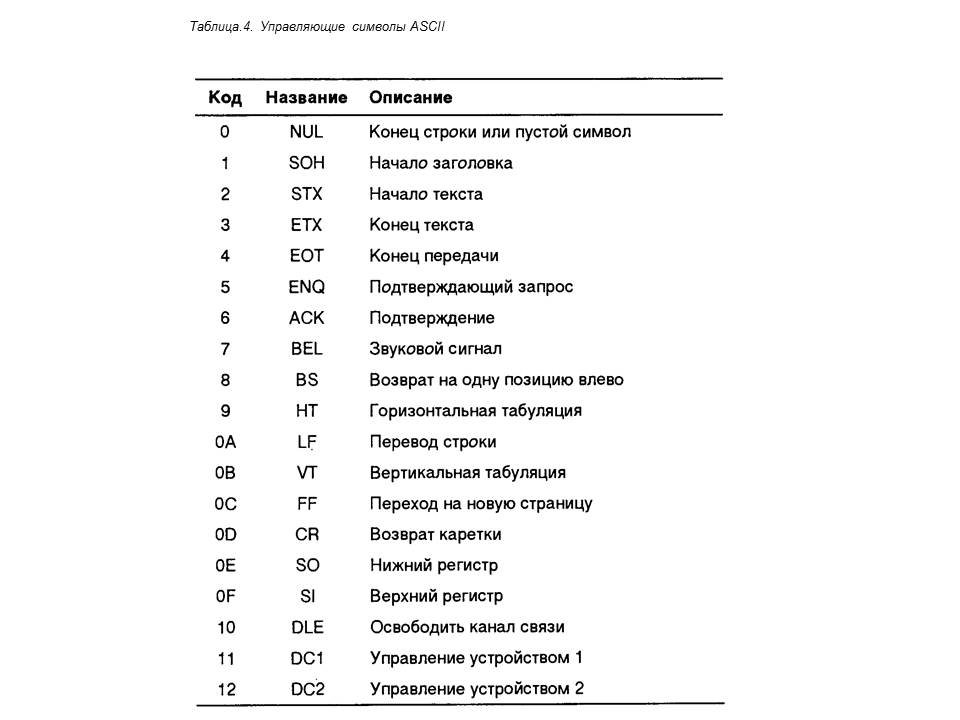 Таблица.4. Управляющие символы ASCII
Код Название Описание
0 NUL Конец строки или пустой символ
1 SOH Начало заголовка
2 STX Начало текста
3 ETX Конец текста
4 EOT Конец передачи
5 ENQ Подтверждающий запрос
6 ACK Подтверждение
7 BEL Звуковой сигнал
8 BS Возврат на одну позицию влево
9 HT Горизонтальная табуляция
0A LF Перевод строки
0B VT Вертикальная табуляция
0C FF Переход на новую страницу
0D CR Возврат каретки
0E SO Нижний регистр
0F SI Верхний регистр
10 DLE Освободить канал связи
11 DC1 Управление устройством 1
12 DC2 Управление устройством 2